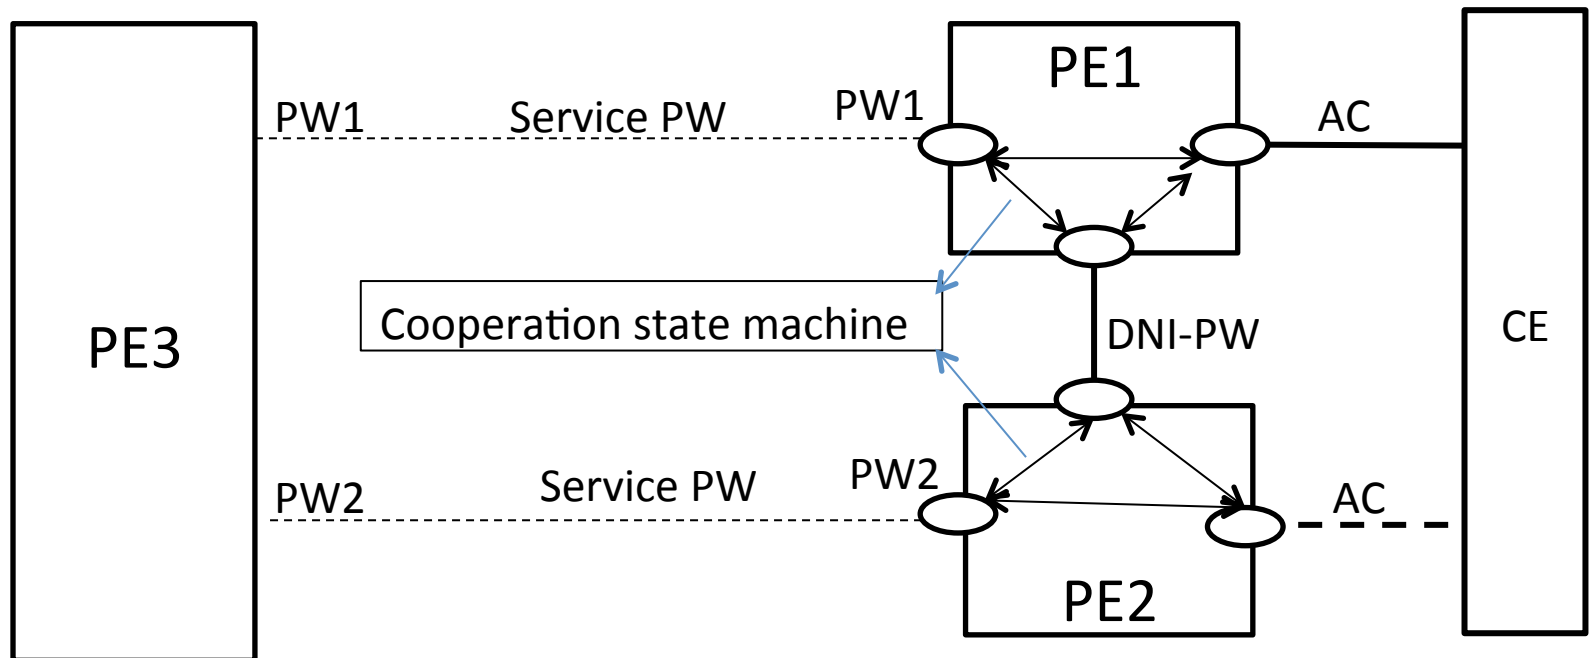 PE1
PW1
Service PW
PW1
AC
Cooperation state machine
PE3
DNI-PW
CE
PW2
Service PW
PW2
AC
PE2